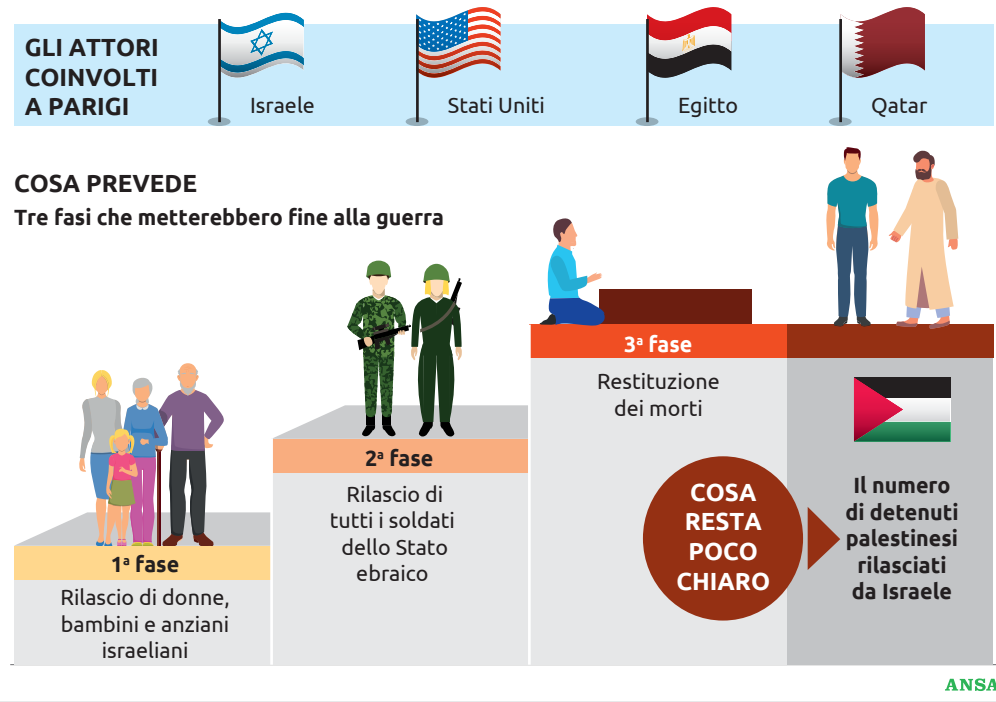 GLI ATTORI
COINVOLTI
A PARIGI
Israele
Stati Uniti
Egitto
Qatar
COSA PREVEDE
Tre fasi che metterebbero fine alla guerra
1ª fase
Rilascio di donne,
bambini e anziani
israeliani
2ª fase
Rilascio di
tutti i soldati
dello Stato
ebraico
3ª fase
Restituzione
dei morti
COSA
RESTA
POCO
CHIARO
Il numero
di detenuti
palestinesi
rilasciati
da Israele
ANSA